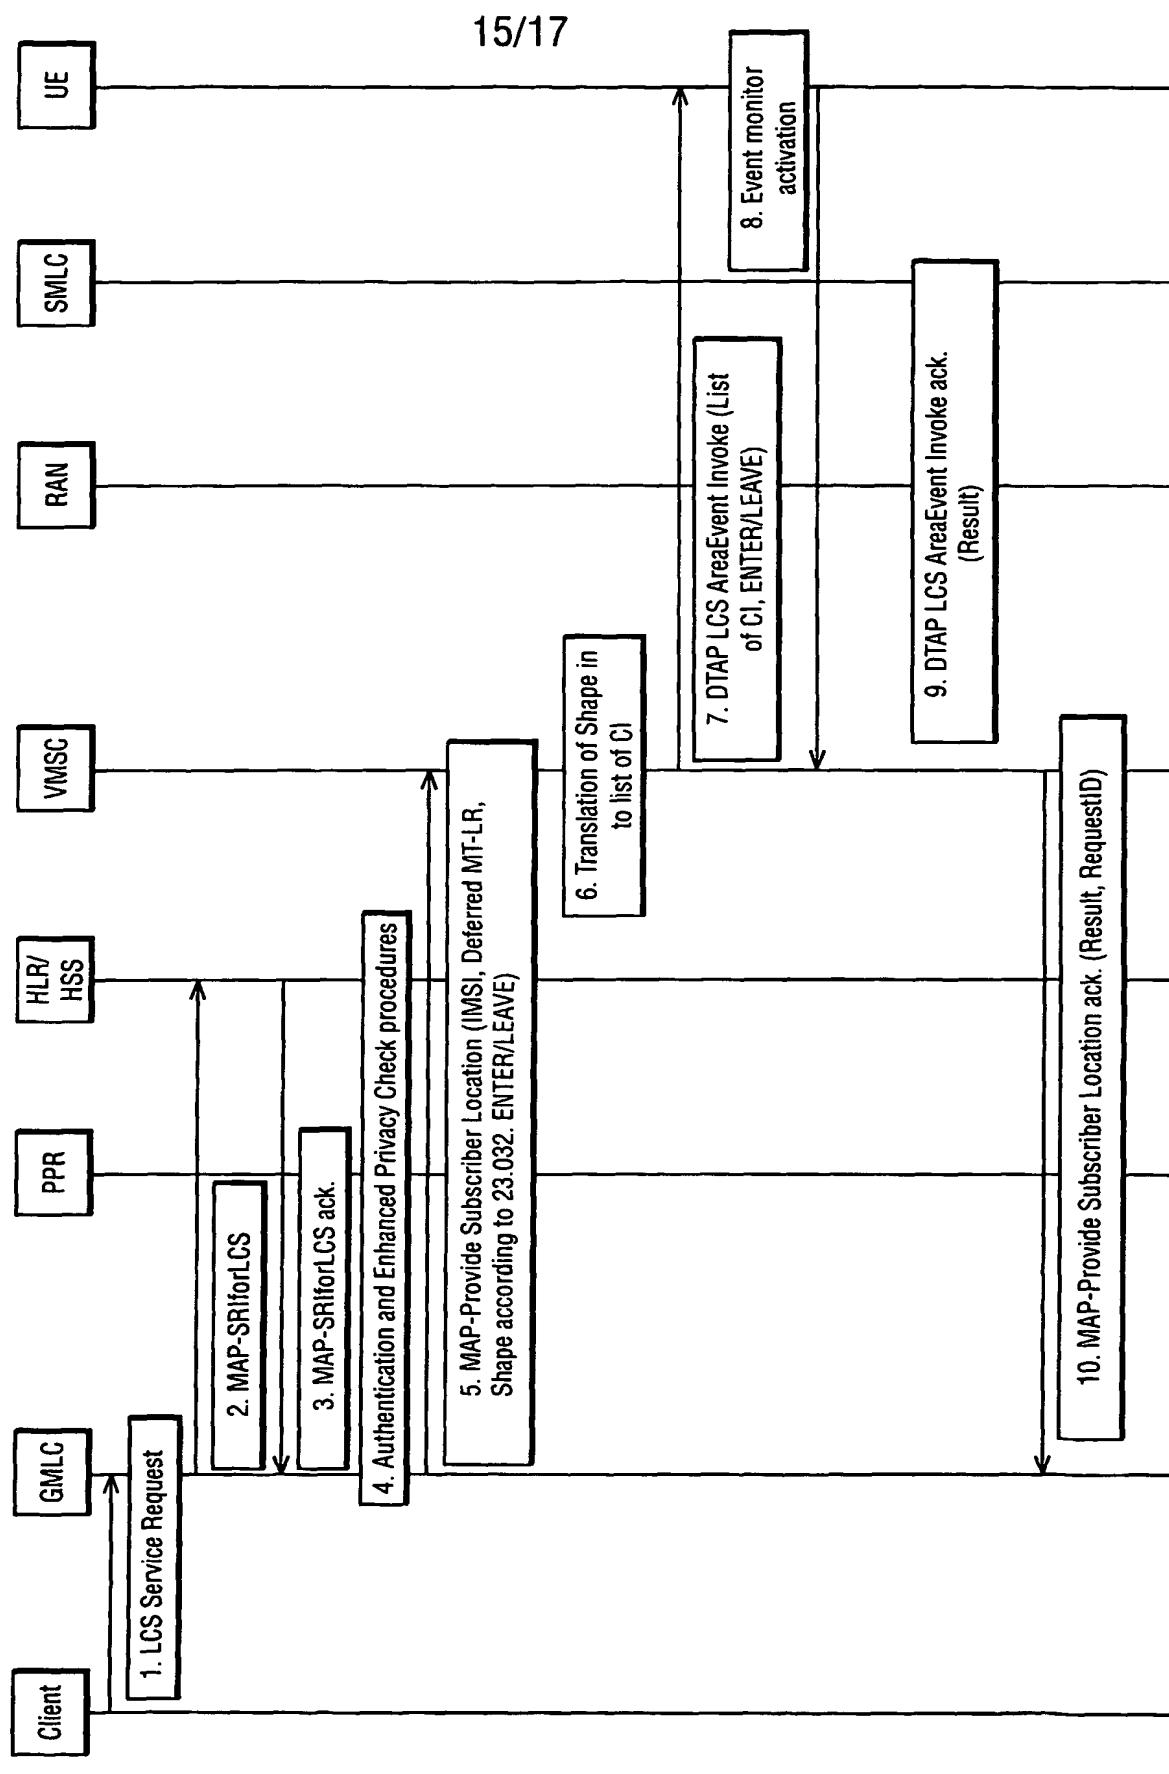 15/17
Client
GMLC
PPR
HLR/
HSS
VMSC
RAN
SMLC
UE
1. LCS Service Request
2. MAP-SRIforLCS
3. MAP-SRIforLCS ack.
4. Authentication and Enhanced Privacy Check procedures
5. MAP-Provide Subscriber Location (IMSI, Deferred MT-LR,
Shape according to 23.032. ENTER/LEAVE)
6. Translation of Shape in
to list of CI
7. DTAP LCS AreaEvent Invoke (List
of CI, ENTER/LEAVE)
8. Event monitor
activation
9. DTAP LCS AreaEvent Invoke ack.
(Result)
10. MAP-Provide Subscriber Location ack. (Result, RequestID)